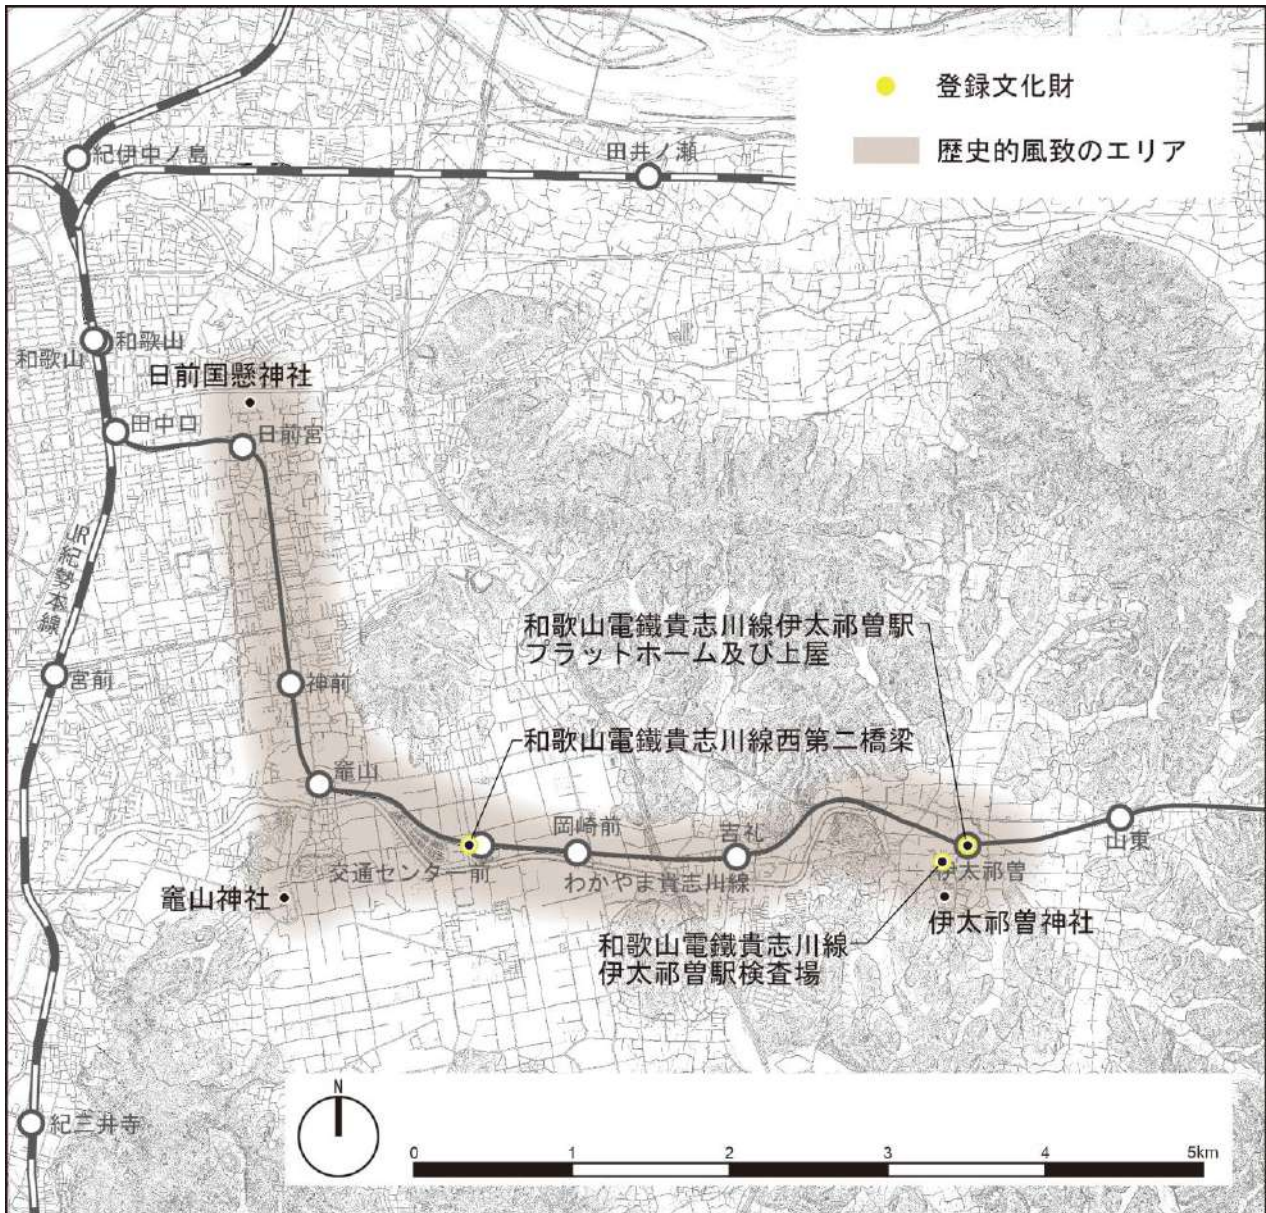 登録文化財
歴史的風致のエリア
紀伊中ノ島
田井ノ瀬
和歌山
和歌山
日前国懸神社
田中口
日前宮
JR紀勢本線
和歌山電鐵貴志川線伊太祁曽駅
プラットホーム及び上屋
宮前
神前
和歌山電鐵貴志川線西第二橋梁
竈山
岡崎前
吉礼
山東
交通センター前
わかやま貴志川線
伊太祁曽
竈山神社
伊太祁曽神社
和歌山電鐵貴志川線
伊太祁曽駅検査場
紀三井寺
N
0 1 2 3 4 5km